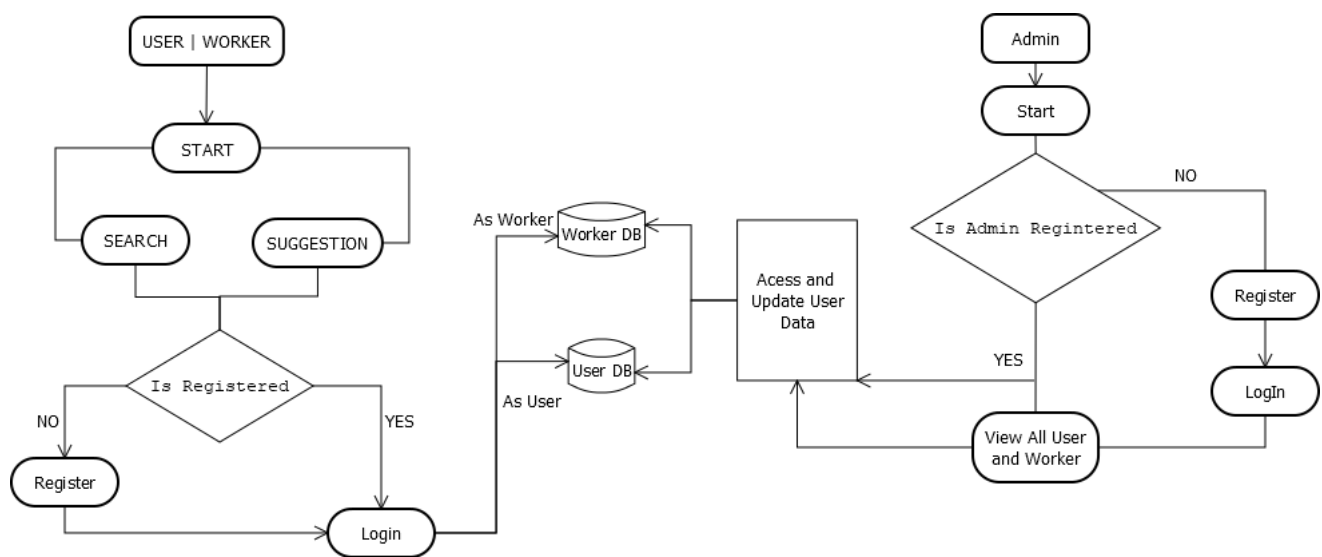 USER | WORKER
START
SEARCH
SUGGESTION
Is Registered
NO
YES
Register
Login
As Worker
Worker DB
User DB
As User
Acess and
Update User
Data
Admin
Start
Is Admin Regintered
NO
YES
Register
LogIn
View All User
and Worker